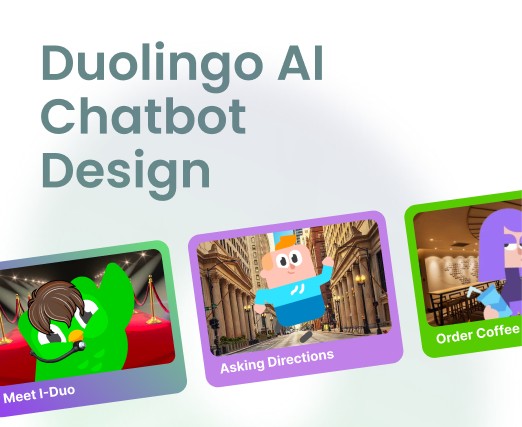 Duolingo AI
Chatbot
Design
Meet I-Duo
Asking Directions
Order Coffee